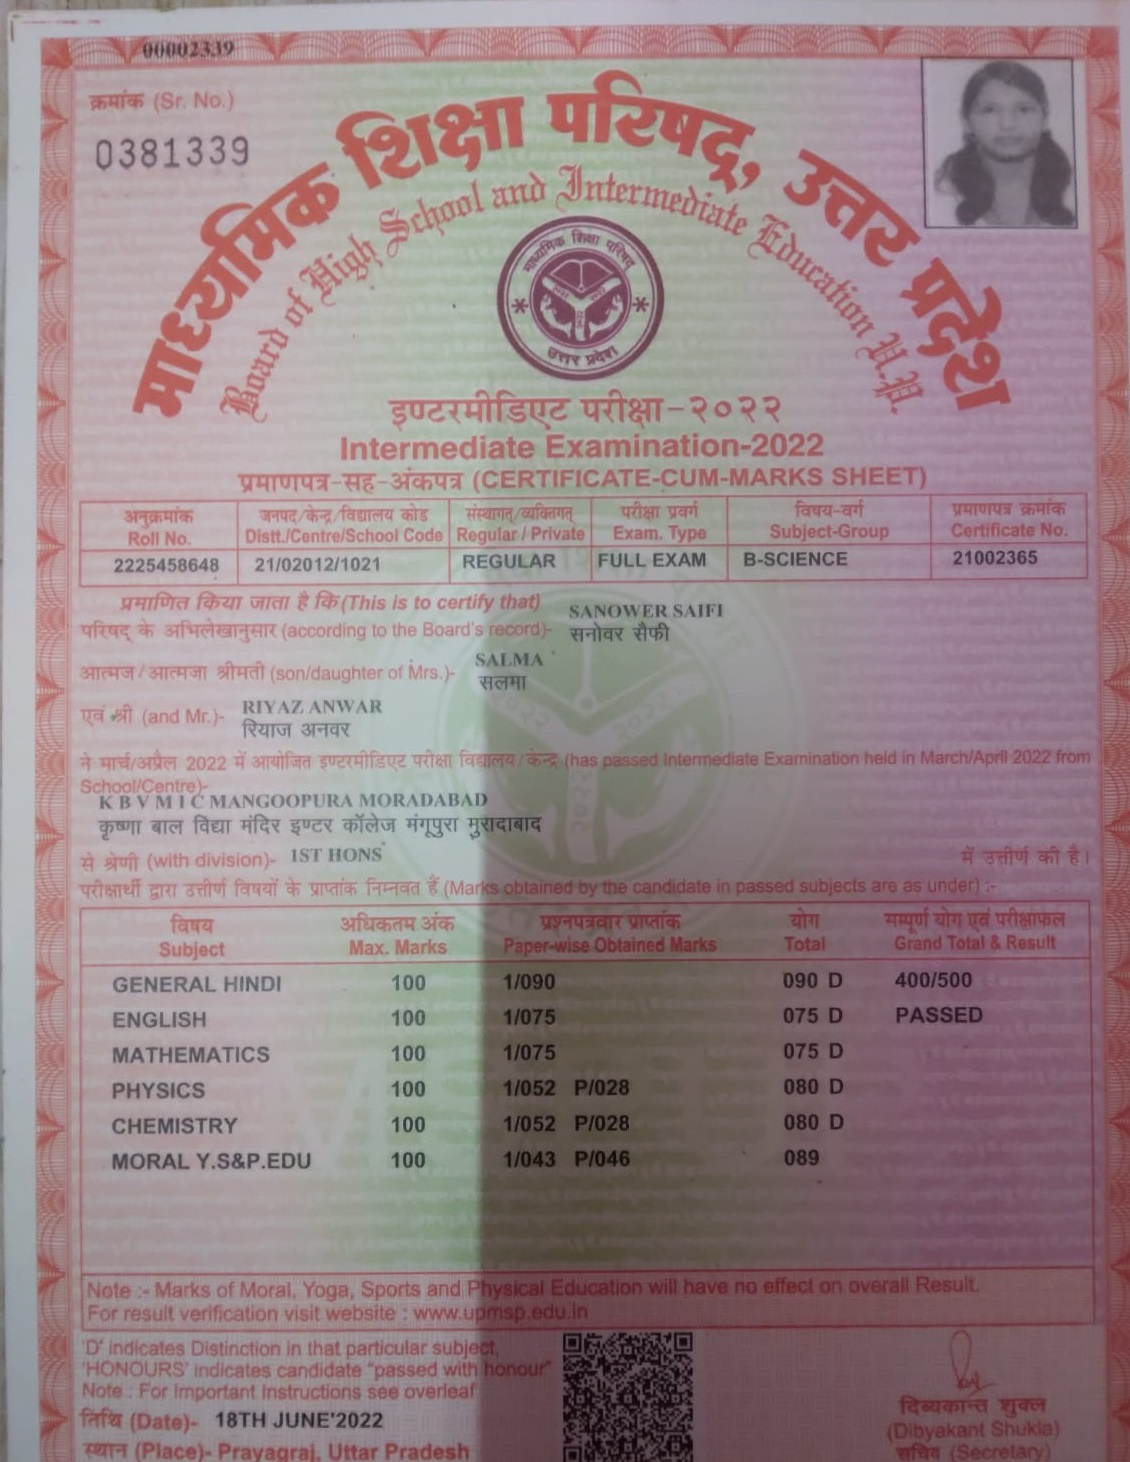 00002339
क्रमांक (Sr. No.)
0381339
माध्यमिक शिक्षा परिषद्, उत्तर प्रदेश
Board of High School and Intermediate Education U.P.
माध्यमिक शिक्षा परिषद्
उत्तर प्रदेश
इण्टरमीडिएट परीक्षा-२०२२
Intermediate Examination-2022
प्रमाणपत्र-सह-अंकपत्र (CERTIFICATE-CUM-MARKS SHEET)
अनुक्रमांक जनपद/केन्द्र/विद्यालय कोड संस्थागत/व्यक्तिगत परीक्षा प्रवर्ग विषय-वर्ग प्रमाणपत्र क्रमांक
Roll No. Distt./Centre/School Code Regular / Private Exam. Type Subject-Group Certificate No.
2225458648 21/02012/1021 REGULAR FULL EXAM B-SCIENCE 21002365
प्रमाणित किया जाता है कि (This is to certify that) SANOWER SAIFI
परिषद् के अभिलेखानुसार (according to the Board's record)- सनोवर सैफी
SALMA
आत्मज/आत्मजा श्रीमती (son/daughter of Mrs.)- सलमा
एवं श्री (and Mr.)- RIYAZ ANWAR
रियाज अनवर
ने मार्च/अप्रैल 2022 में आयोजित इण्टरमीडिएट परीक्षा विद्यालय/केन्द्र (has passed Intermediate Examination held in March/April 2022 from
School/Centre)-
K B V M I C MANGOOPURA MORADABAD
कृष्णा बाल विद्या मंदिर इण्टर कॉलेज मंगूपुरा मुरादाबाद
से श्रेणी (with division)- 1ST HONS में उत्तीर्ण की है।
परीक्षार्थी द्वारा उत्तीर्ण विषयों के प्राप्तांक निम्नवत हैं (Marks obtained by the candidate in passed subjects are as under) :-
विषय अधिकतम अंक प्रश्नपत्रवार प्राप्तांक योग सम्पूर्ण योग एवं परीक्षाफल
Subject Max. Marks Paper-wise Obtained Marks Total Grand Total & Result
GENERAL HINDI 100 1/090 090 D 400/500
ENGLISH 100 1/075 075 D PASSED
MATHEMATICS 100 1/075 075 D
PHYSICS 100 1/052 P/028 080 D
CHEMISTRY 100 1/052 P/028 080 D
MORAL Y.S&P.EDU 100 1/043 P/046 089
Note :- Marks of Moral, Yoga, Sports and Physical Education will have no effect on overall Result.
For result verification visit website : www.upmsp.edu.in
'D' indicates Distinction in that particular subject,
'HONOURS' indicates candidate "passed with honour"
Note : For Important Instructions see overleaf
तिथि (Date)- 18TH JUNE'2022
स्थान (Place)- Prayagraj, Uttar Pradesh
दिब्यकान्त शुक्ल
(Dibyakant Shukla)
सचिव (Secretary)